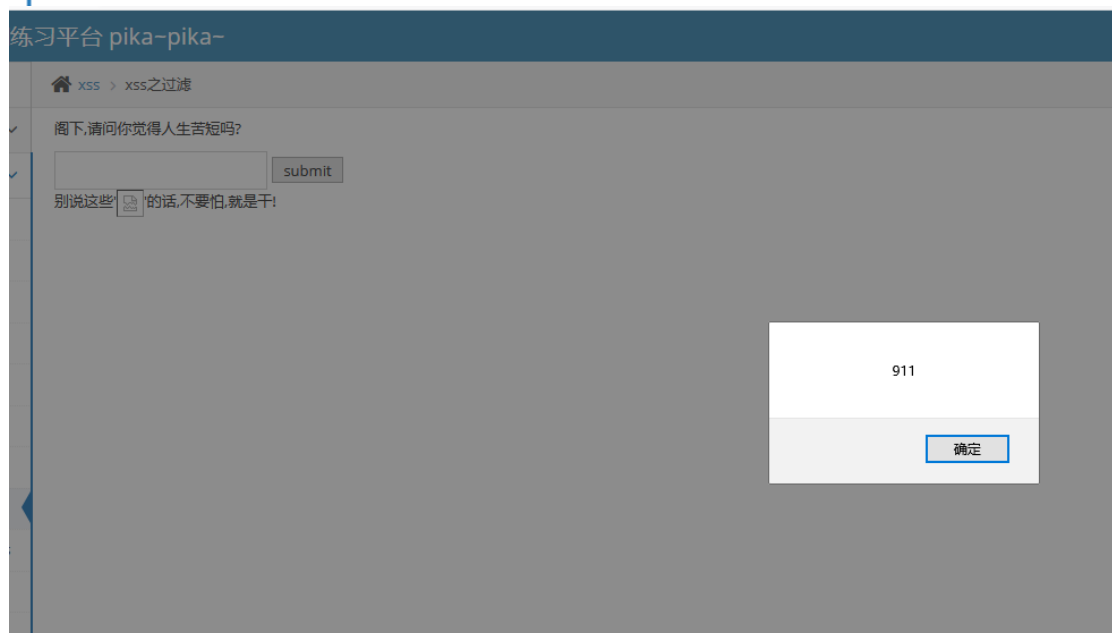 练习平台 pika~pika~
xss > xss之过滤
阁下,请问你觉得人生苦短吗?
submit
别说这些' '的话,不要怕,就是干!
911
确定